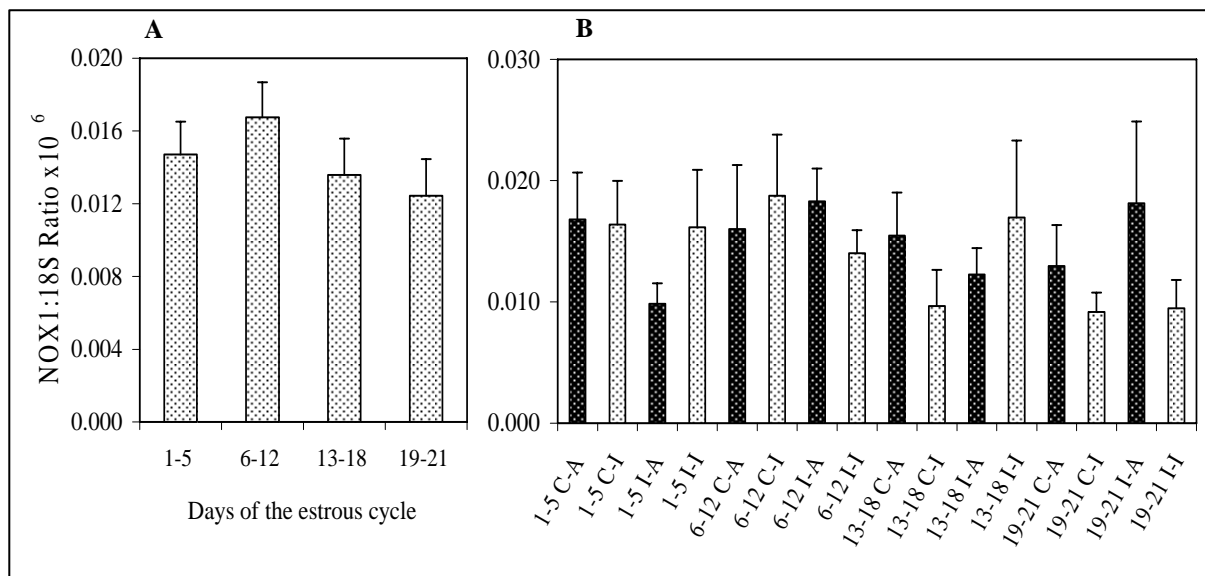 A
B
NOX1:18S Ratio x10 6
0.020
0.016
0.012
0.008
0.004
0.000
1-5 6-12 13-18 19-21
Days of the estrous cycle
0.030
0.020
0.010
0.000
1-5 C-A
1-5 C-I
1-5 I-A
1-5 I-I
6-12 C-A
6-12 C-I
6-12 I-A
6-12 I-I
13-18 C-A
13-18 C-I
13-18 I-A
13-18 I-I
19-21 C-A
19-21 C-I
19-21 I-A
19-21 I-I